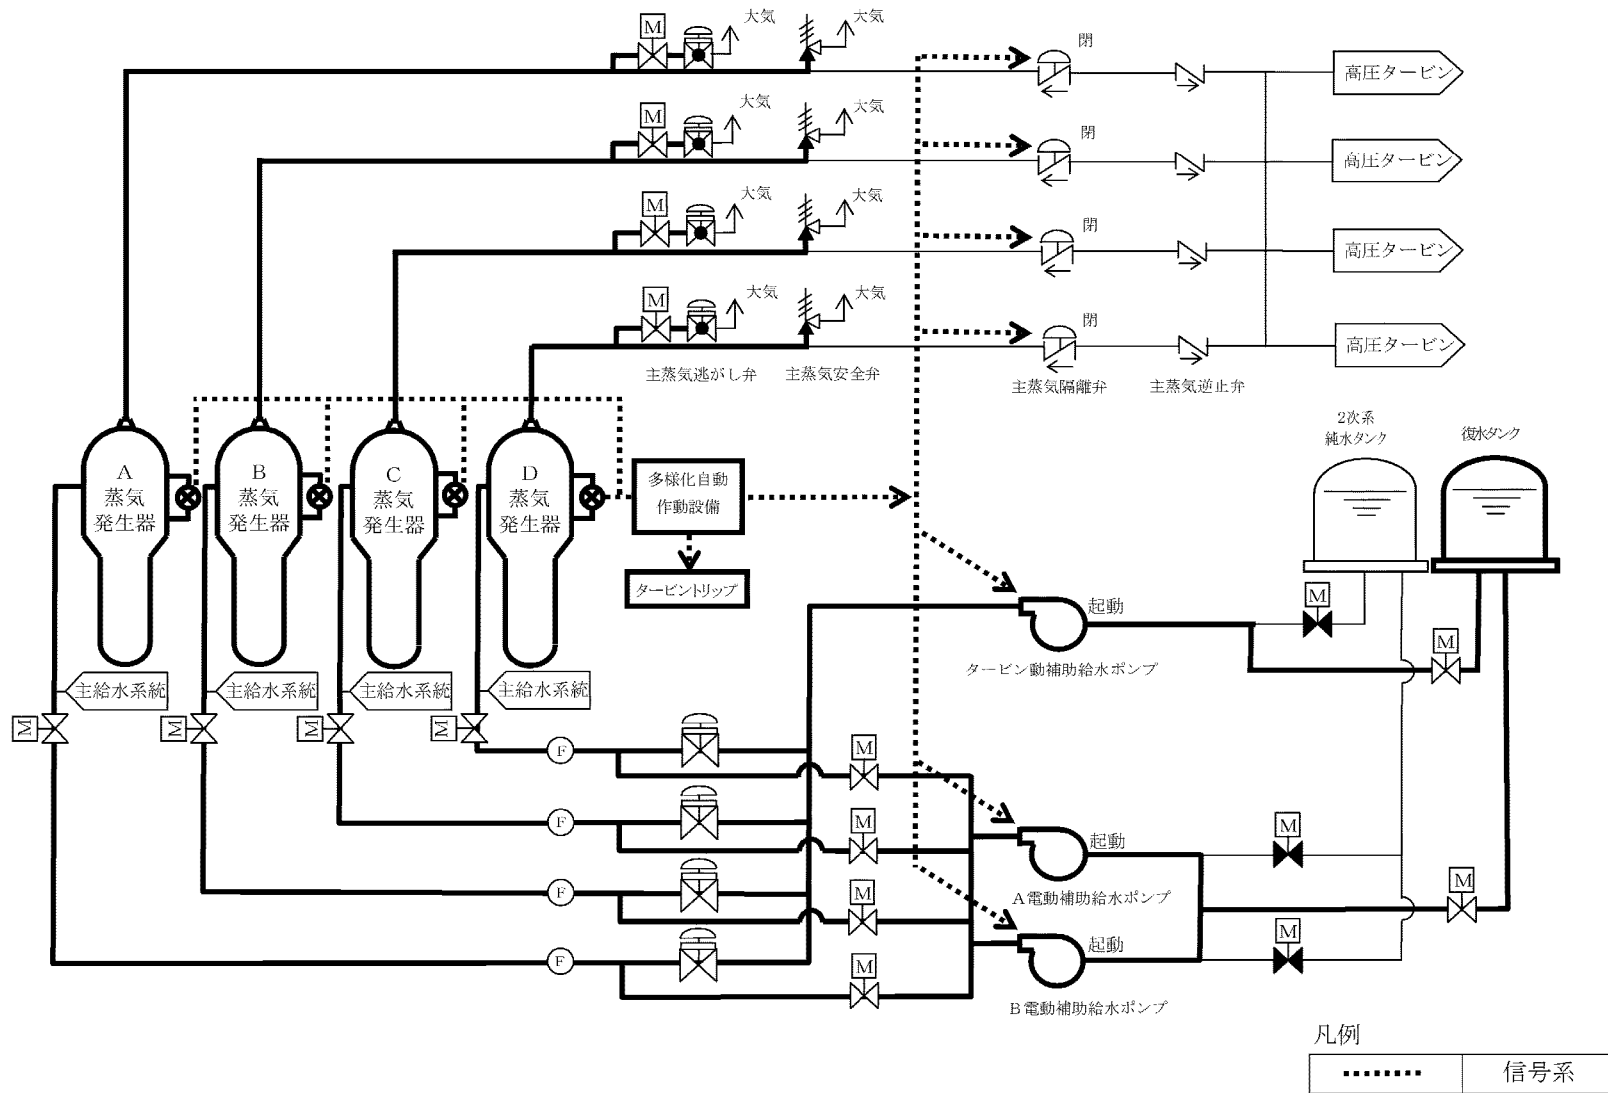 M
大気
大気
閉
高圧タービン
M
大気
大気
閉
高圧タービン
M
大気
大気
閉
高圧タービン
M
大気
大気
閉
高圧タービン
主蒸気逃がし弁
主蒸気安全弁
主蒸気隔離弁
主蒸気逆止弁
2次系
純水タンク
復水タンク
A
蒸気
発生器
B
蒸気
発生器
C
蒸気
発生器
D
蒸気
発生器
多様化自動
作動設備
タービントリップ
起動
タービン動補助給水ポンプ
M
M
主給水系統
主給水系統
主給水系統
主給水系統
M
M
M
M
F
M
F
M
起動
A電動補助給水ポンプ
M
F
M
M
起動
B電動補助給水ポンプ
M
F
M
凡例
信号系